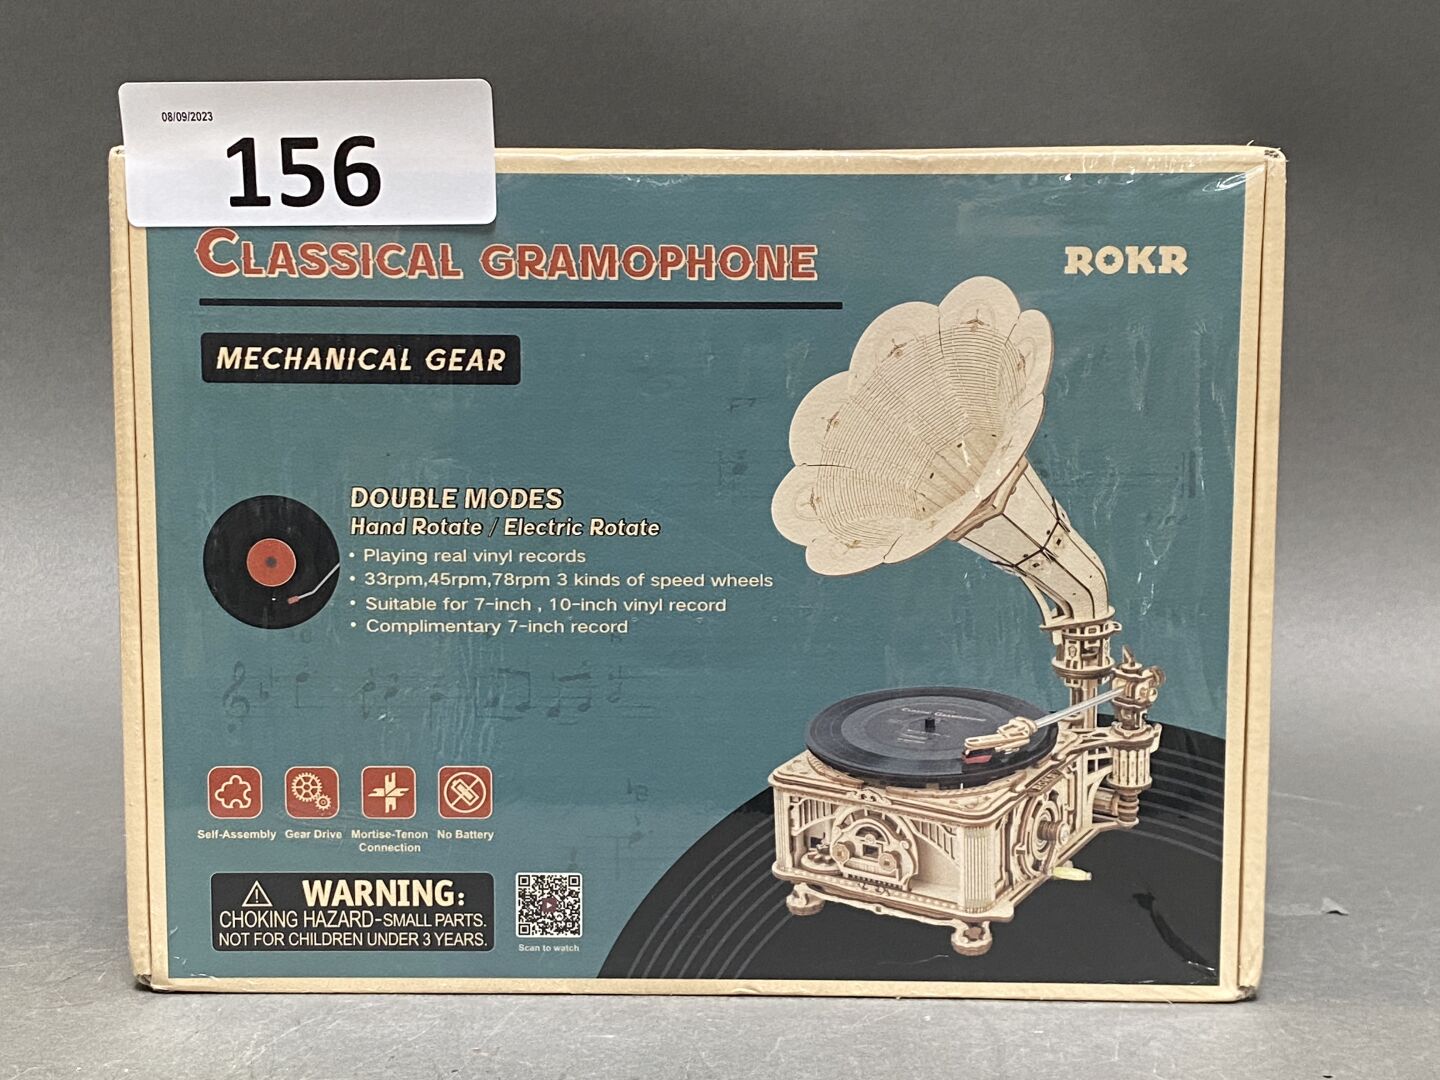 08/09/2023
156
CLASSICAL GRAMOPHONE
ROKR
MECHANICAL GEAR
DOUBLE MODES
Hand Rotate / Electric Rotate
• Playing real vinyl records
• 33rpm,45rpm,78rpm 3 kinds of speed wheels
• Suitable for 7-inch , 10-inch vinyl record
• Complimentary 7-inch record
Self-Assembly
Gear Drive
Mortise-Tenon
Connection
No Battery
WARNING:
CHOKING HAZARD-SMALL PARTS.
NOT FOR CHILDREN UNDER 3 YEARS.
Scan to watch
CLASSIC GRAMOPHONE